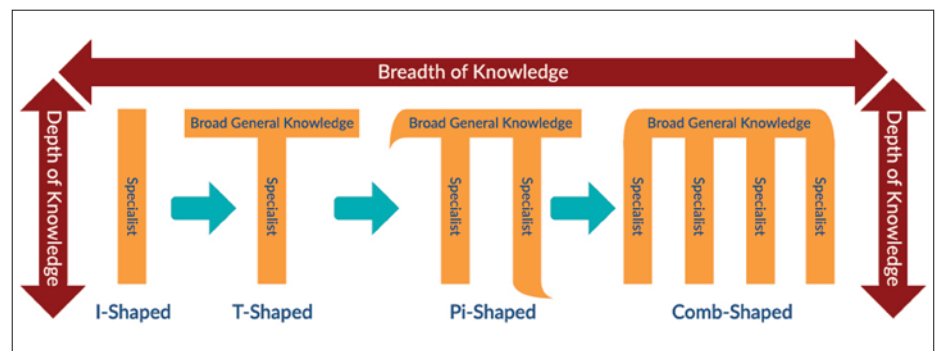 Breadth of Knowledge
Depth of Knowledge
Specialist
Broad General Knowledge
Specialist
Broad General Knowledge
Specialist
Specialist
Broad General Knowledge
Specialist
Specialist
Specialist
Specialist
Depth of Knowledge
I-Shaped
T-Shaped
Pi-Shaped
Comb-Shaped